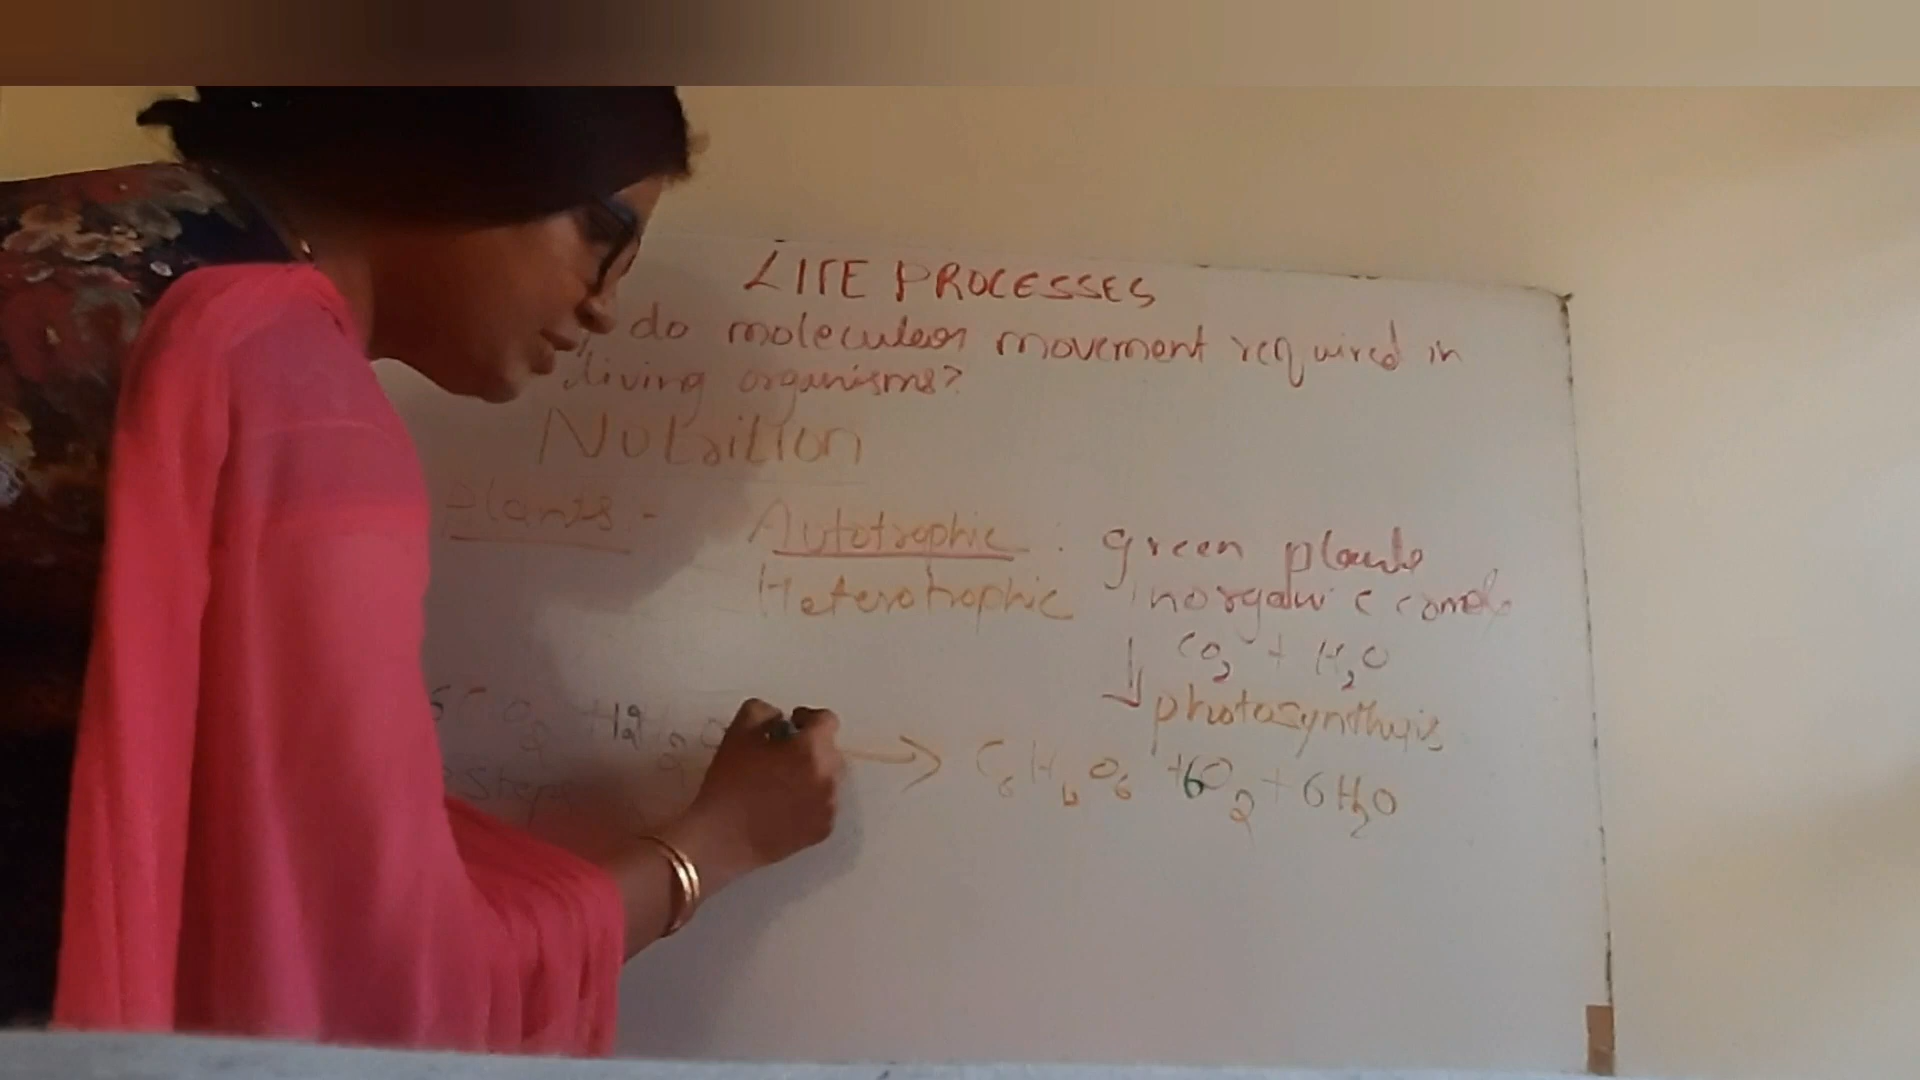 LIFE PROCESSES
do molecular movement required in
living organisms?
Nutrition
Plants:- Autotrophic : green plants
Heterotrophic inorganic
CO2 + H2O
↓ photosynthesis
6CO2 + 12H2O → C6H6O6 + 6O2 + 6H2O
Steps